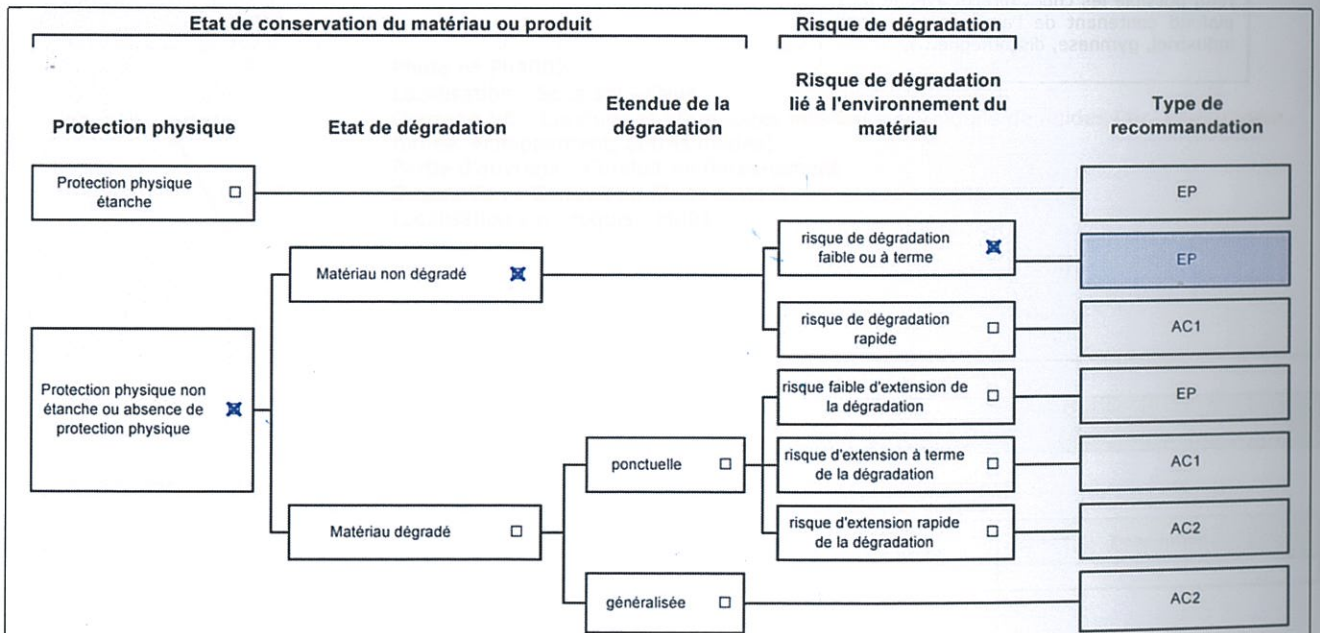 Etat de conservation du matériau ou produit
Risque de dégradation
Protection physique
Etat de dégradation
Etendue de la
dégradation
Risque de dégradation
lié à l'environnement du
matériau
Type de
recommandation
Protection physique
étanche
EP
Protection physique non
étanche ou absence de
protection physique
Matériau non dégradé
risque de dégradation
faible ou à terme
EP
risque de dégradation
rapide
AC1
Matériau dégradé
ponctuelle
risque faible d'extension de
la dégradation
EP
risque d'extension à terme
de la dégradation
AC1
risque d'extension rapide
de la dégradation
AC2
généralisée
AC2